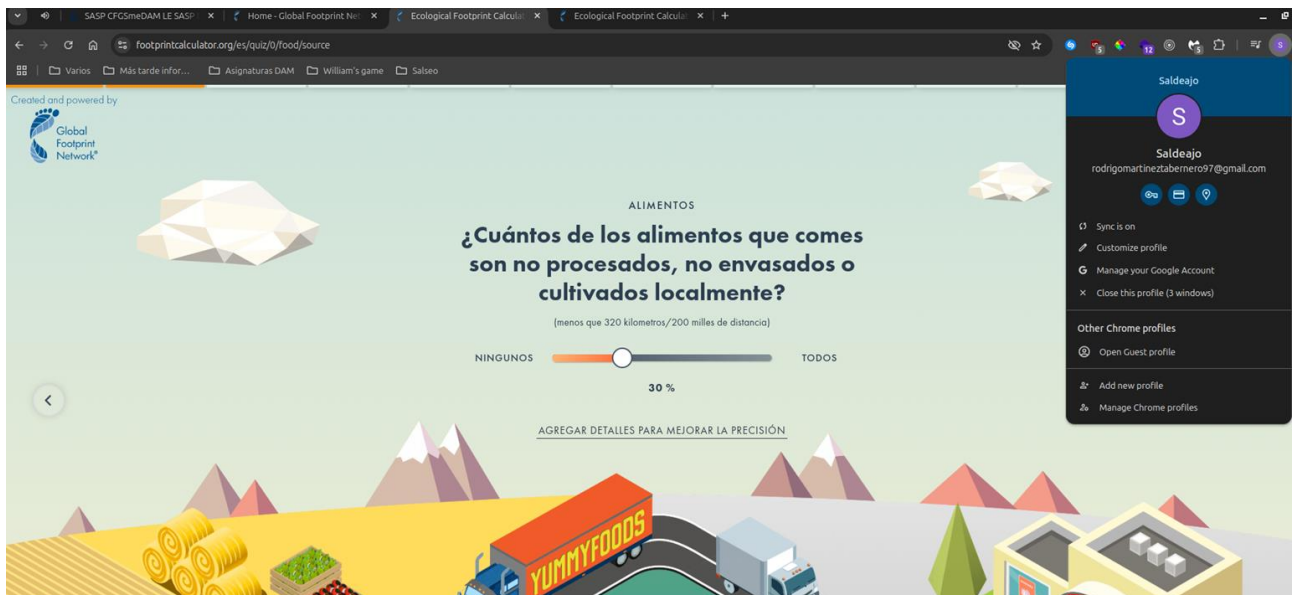 SASP CFGSmeDAM LE SASP
Home - Global Footprint Net
Ecological Footprint Calculat
Ecological Footprint Calculat
footprintcalculator.org/es/quiz/0/food/source
Varios
Más tarde infor...
Asignaturas DAM
William's game
Salseo
5
12
5
S
Created and powered by
Global
Footprint
Network®
ALIMENTOS
¿Cuántos de los alimentos que comes
son no procesados, no envasados o
cultivados localmente?
(menos que 320 kilometros/200 milles de distancia)
NINGUNOS
TODOS
30 %
AGREGAR DETALLES PARA MEJORAR LA PRECISIÓN
YUMMYFOODS
Saldeajo
S
Saldeajo
rodrigomartineztabernero97@gmail.com
Sync is on
Customize profile
G Manage your Google Account
Close this profile (3 windows)
Other Chrome profiles
Open Guest profile
Add new profile
Manage Chrome profiles